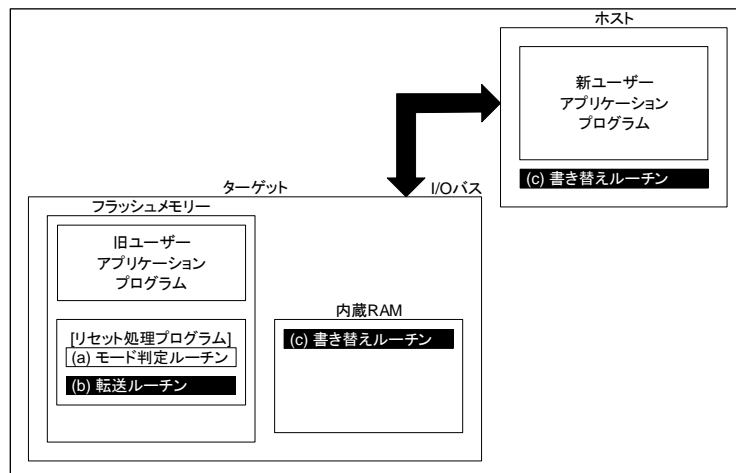 ホスト
新ユーザー
アプリケーション
プログラム
(c) 書き替えルーチン
ターゲット
I/Oバス
フラッシュメモリー
旧ユーザー
アプリケーション
プログラム
内蔵RAM
[リセット処理プログラム]
(a) モード判定ルーチン
(b) 転送ルーチン
(c) 書き替えルーチン